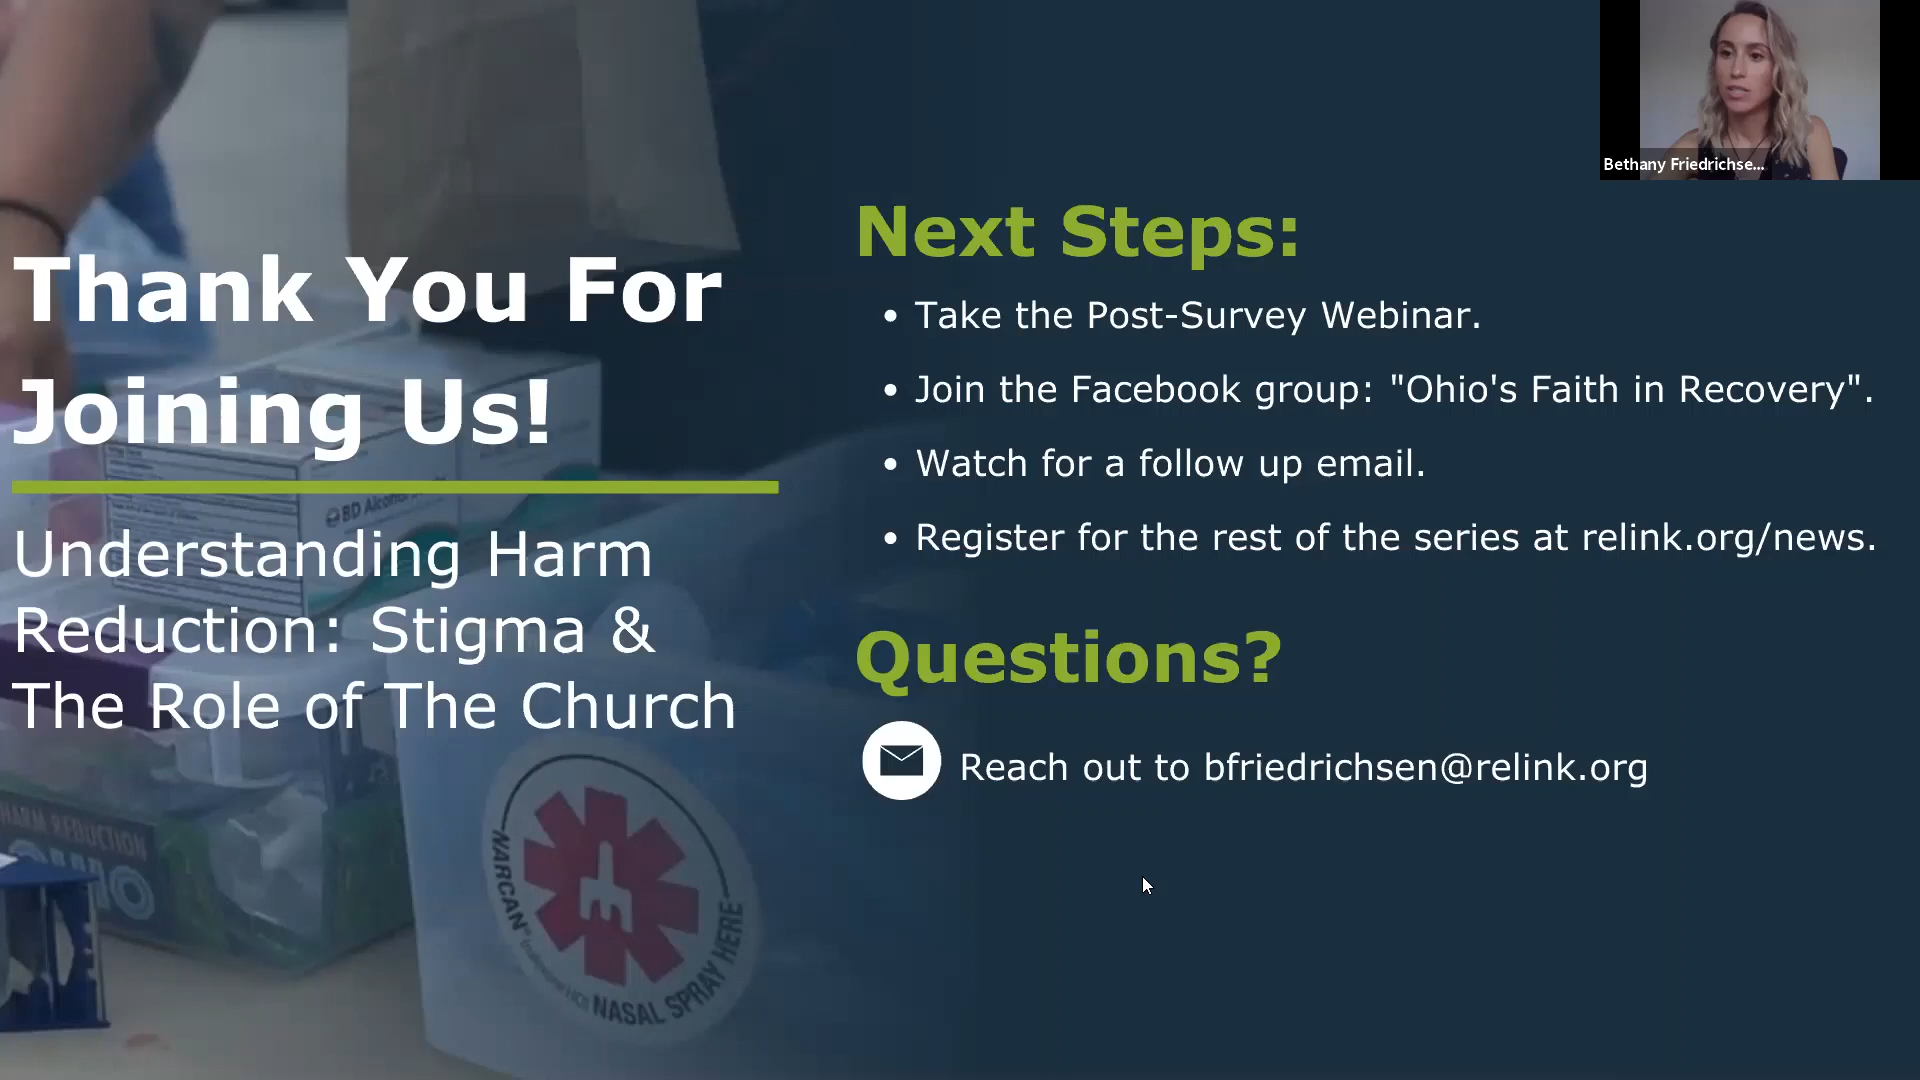 Thank You For
Joining Us!
Understanding Harm
Reduction: Stigma &
The Role of The Church
Next Steps:
• Take the Post-Survey Webinar.
• Join the Facebook group: "Ohio's Faith in Recovery".
• Watch for a follow up email.
• Register for the rest of the series at relink.org/news.
Questions?
Reach out to bfriedrichsen@relink.org
Bethany Friedrichse...
BD Alcohol
HARM REDUCTION
OHIO
NARCAN®
NASAL SPRAY HERE